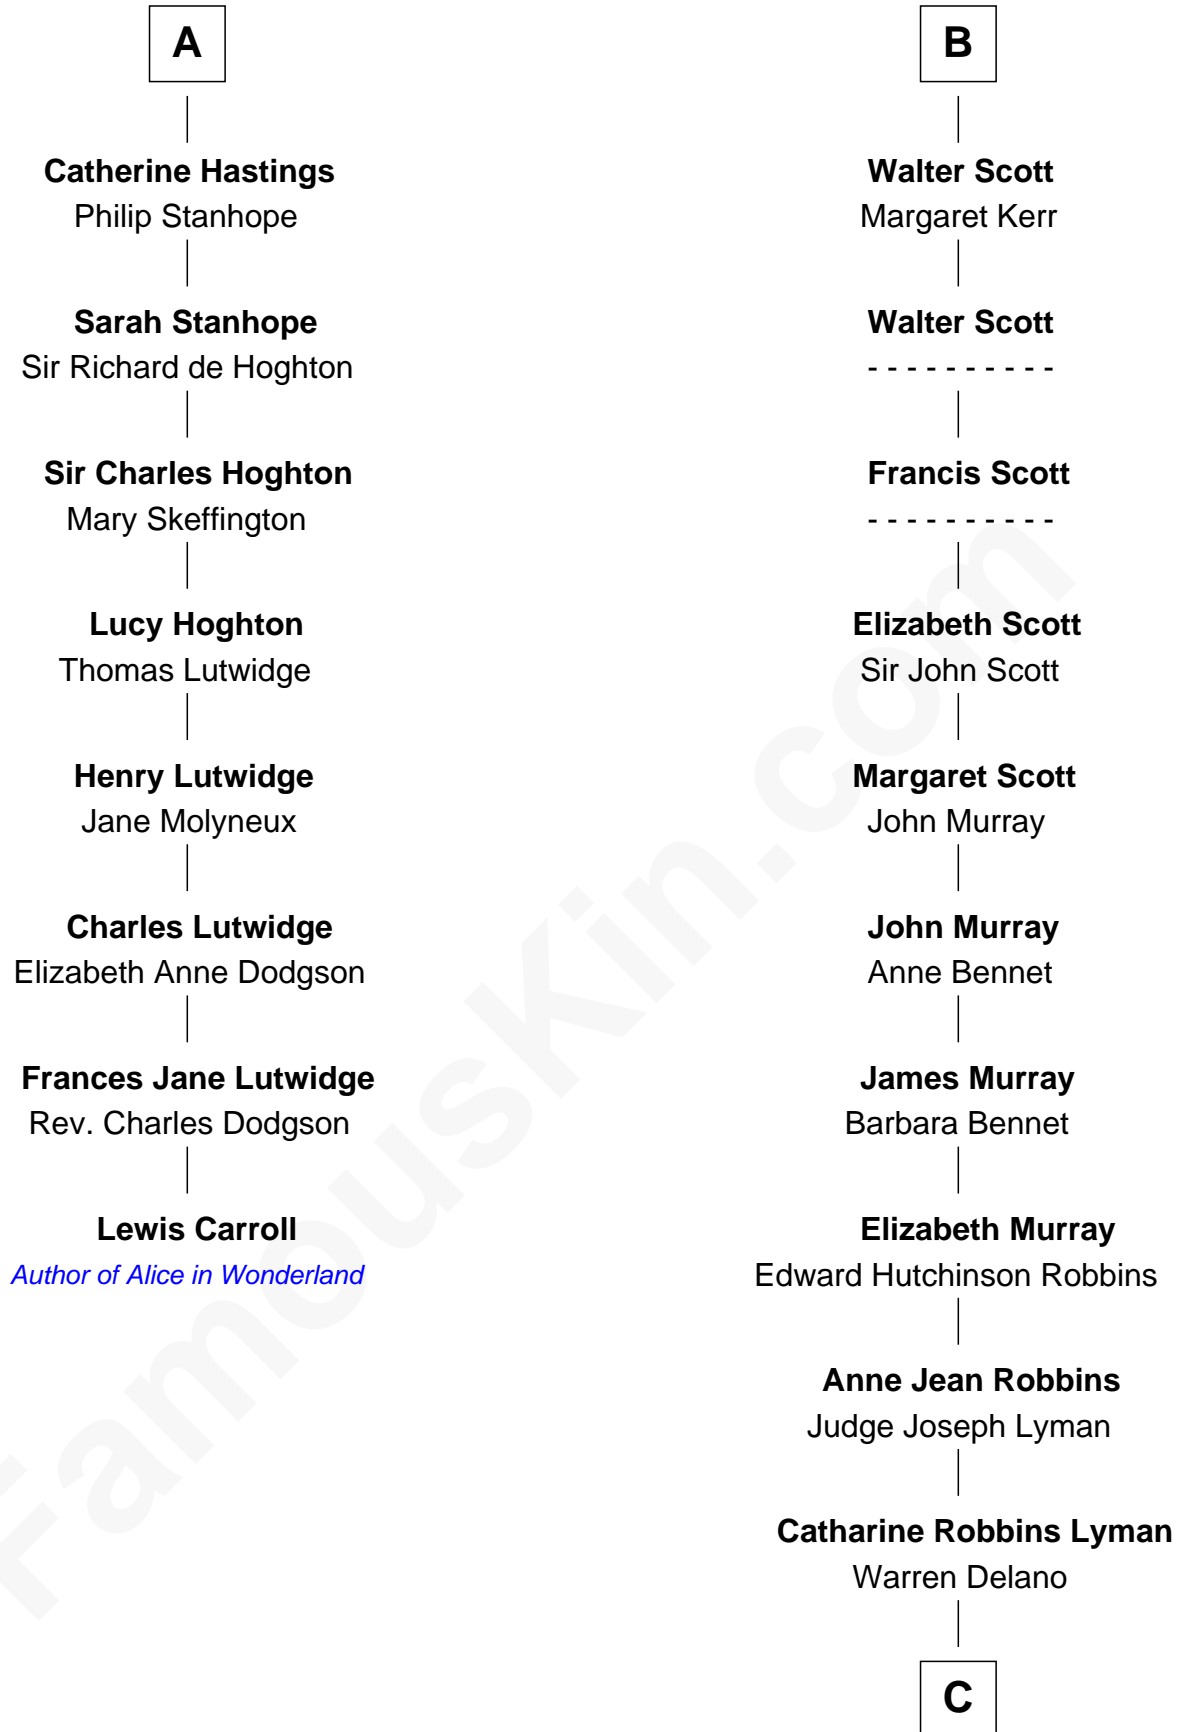 A
Catherine Hastings
Philip Stanhope
Sarah Stanhope
Sir Richard de Hoghton
Sir Charles Hoghton
Mary Skeffington
Lucy Hoghton
Thomas Lutwidge
Henry Lutwidge
Jane Molyneux
Charles Lutwidge
Elizabeth Anne Dodgson
Frances Jane Lutwidge
Rev. Charles Dodgson
Lewis Carroll
Author of Alice in Wonderland
B
Walter Scott
Margaret Kerr
Walter Scott
- - - - - - - - - -
Francis Scott
- - - - - - - - - -
Elizabeth Scott
Sir John Scott
Margaret Scott
John Murray
John Murray
Anne Bennet
James Murray
Barbara Bennet
Elizabeth Murray
Edward Hutchinson Robbins
Anne Jean Robbins
Judge Joseph Lyman
Catharine Robbins Lyman
Warren Delano
C
FamousKin.com